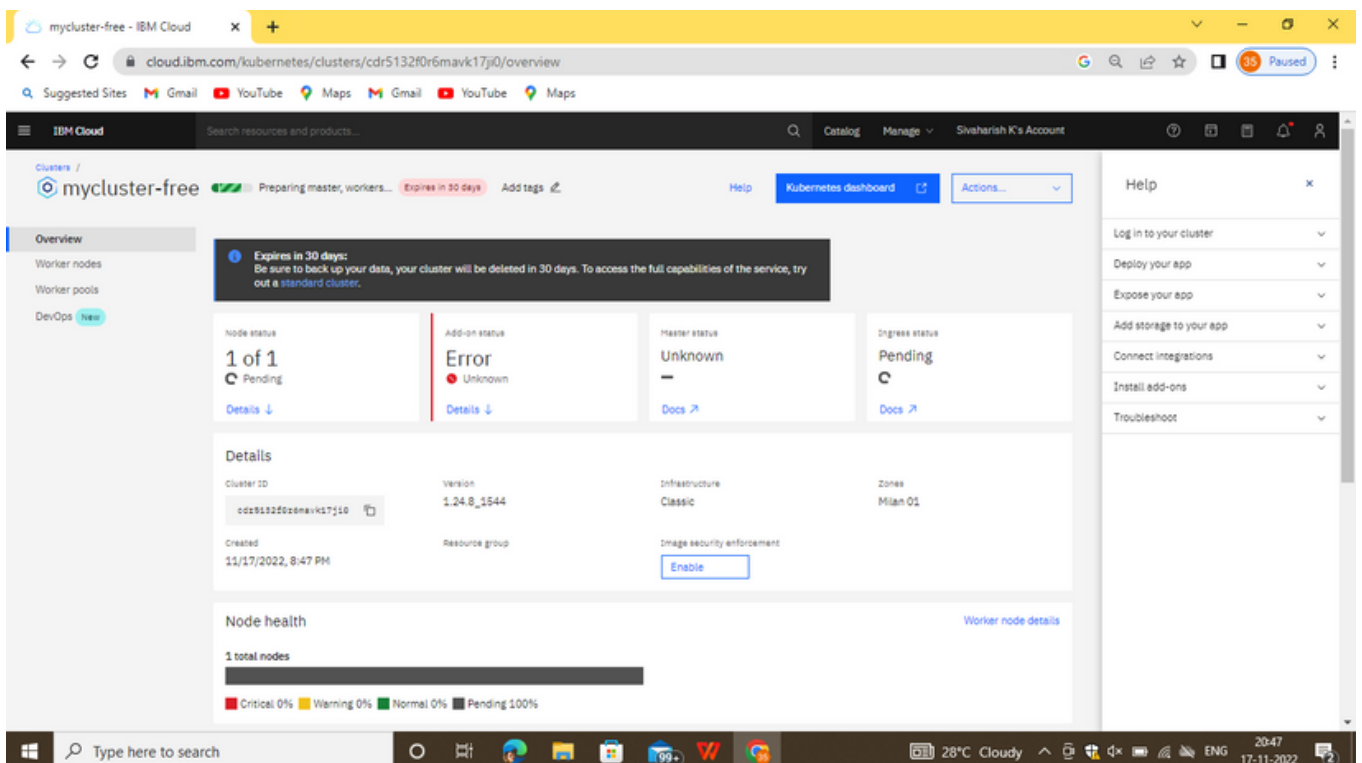 mycluster-free - IBM Cloud
cloud.ibm.com/kubernetes/clusters/cdr5132f0r6mavk17ji0/overview
35 Paused
Suggested Sites Gmail YouTube Maps Gmail YouTube Maps
IBM Cloud Search resources and products... Catalog Manage Sivaharish K's Account
Clusters /
mycluster-free Preparing master, workers... Expires in 30 days Add tags Help Kubernetes dashboard Actions...
Overview
Worker nodes
Worker pools
DevOps New
Expires in 30 days:
Be sure to back up your data, your cluster will be deleted in 30 days. To access the full capabilities of the service, try
out a standard cluster.
Node status
1 of 1
Pending
Details
Add-on status
Error
Unknown
Details
Master status
Unknown
Docs
Ingress status
Pending
Docs
Details
Cluster ID
cdr5132f0r6mavk17ji0
Version
1.24.8_1544
Infrastructure
Classic
Zones
Milan 01
Created
11/17/2022, 8:47 PM
Resource group
Image security enforcement
Enable
Node health
Worker node details
1 total nodes
Critical 0% Warning 0% Normal 0% Pending 100%
Help
Log in to your cluster
Deploy your app
Expose your app
Add storage to your app
Connect integrations
Install add-ons
Troubleshoot
Type here to search
99+
35
28°C Cloudy
ENG
20:47
17-11-2022
2